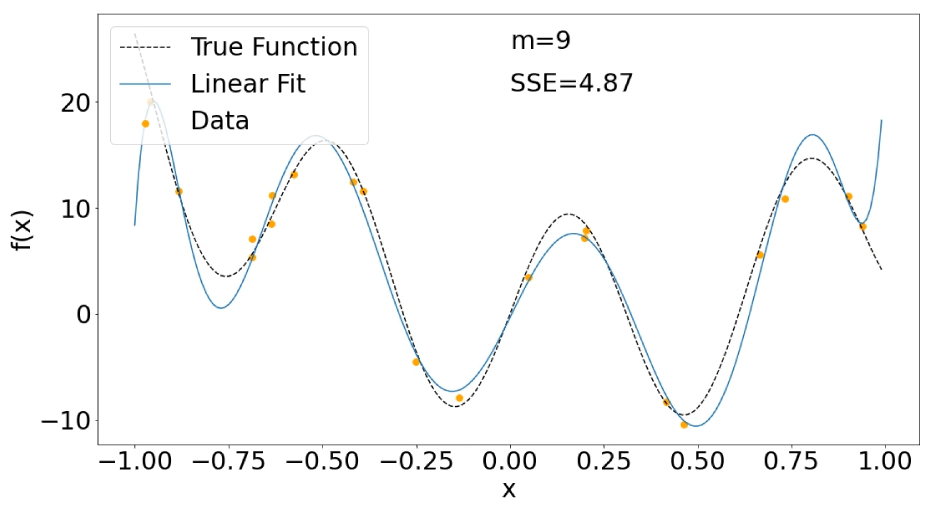 True Function
Linear Fit
Data
m=9
SSE=4.87
f(x)
20
10
0
−10
−1.00 −0.75 −0.50 −0.25 0.00 0.25 0.50 0.75 1.00
x